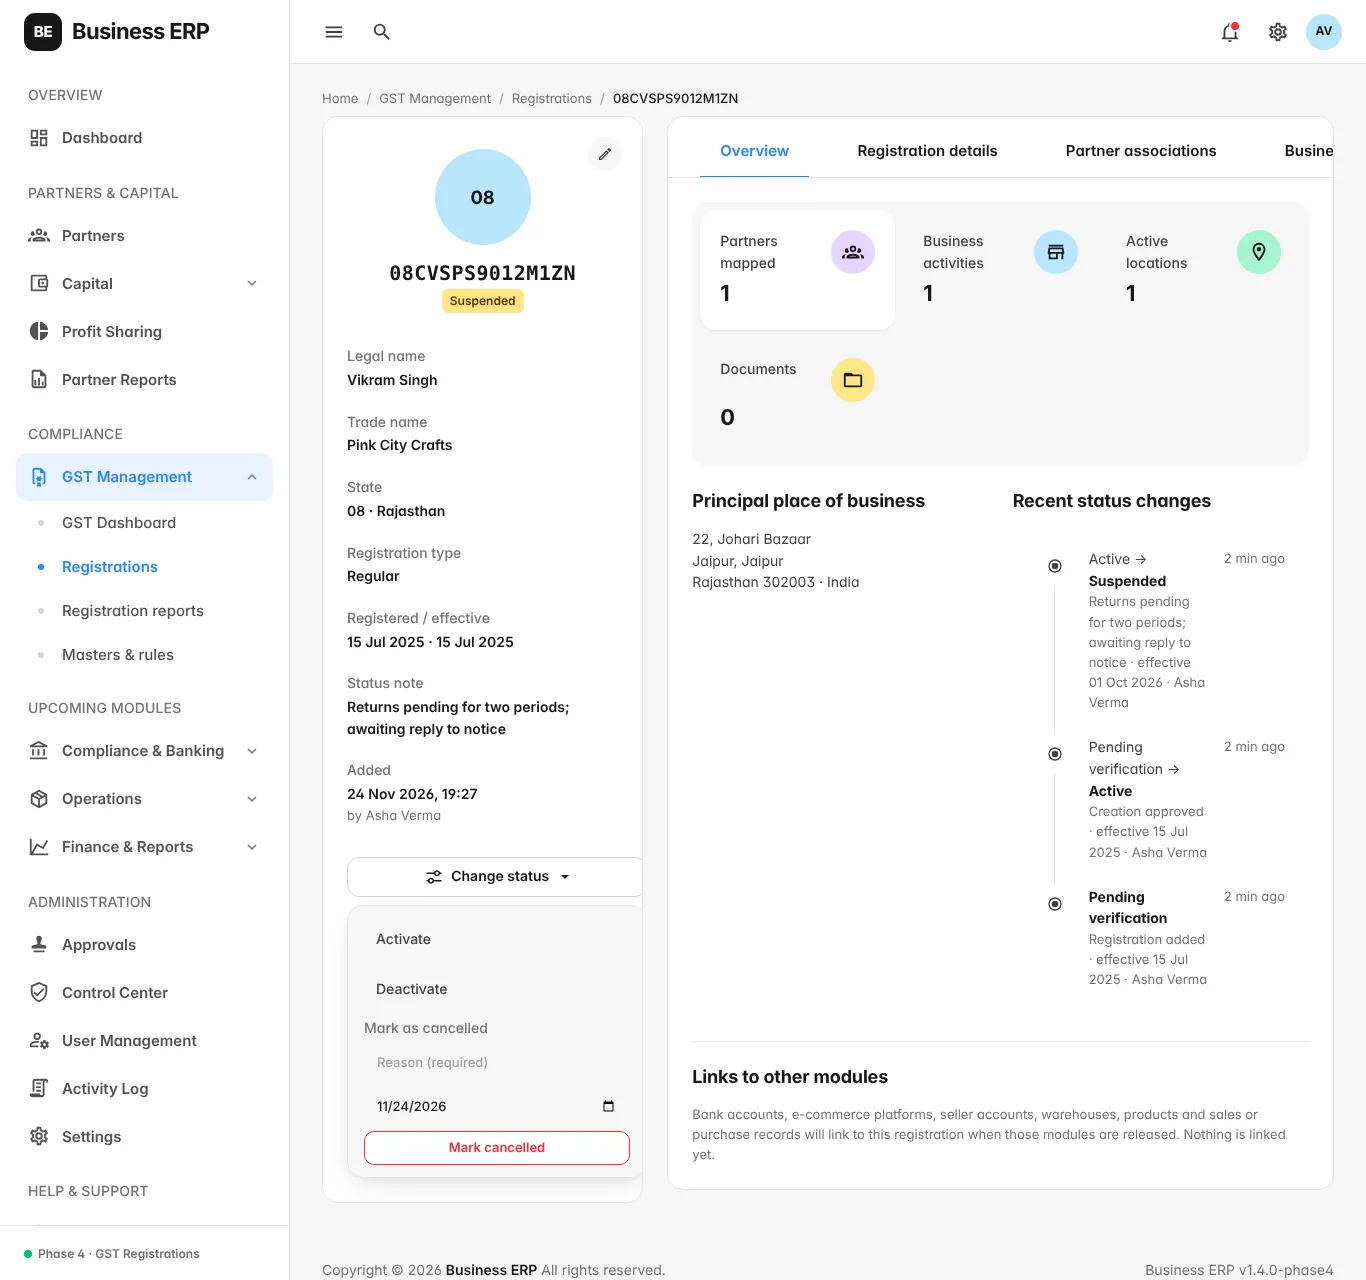 BE Business ERP
OVERVIEW
Dashboard
PARTNERS & CAPITAL
Partners
Capital
Profit Sharing
Partner Reports
COMPLIANCE
GST Management
GST Dashboard
Registrations
Registration reports
Masters & rules
UPCOMING MODULES
Compliance & Banking
Operations
Finance & Reports
ADMINISTRATION
Approvals
Control Center
User Management
Activity Log
Settings
HELP & SUPPORT
Phase 4 · GST Registrations
AV
Home / GST Management / Registrations / 08CVSPS9012M1ZN
08
08CVSPS9012M1ZN
Suspended
Legal name
Vikram Singh
Trade name
Pink City Crafts
State
08 · Rajasthan
Registration type
Regular
Registered / effective
15 Jul 2025 · 15 Jul 2025
Status note
Returns pending for two periods;
awaiting reply to notice
Added
24 Nov 2026, 19:27
by Asha Verma
Change status
Activate
Deactivate
Mark as cancelled
Reason (required)
11/24/2026
Mark cancelled
Overview Registration details Partner associations Busine
Partners
mapped
1
Business
activities
1
Active
locations
1
Documents
0
Principal place of business
22, Johari Bazaar
Jaipur, Jaipur
Rajasthan 302003 · India
Recent status changes
Active → 2 min ago
Suspended
Returns pending
for two periods;
awaiting reply to
notice · effective
01 Oct 2026 · Asha
Verma
Pending 2 min ago
verification →
Active
Creation approved
· effective 15 Jul
2025 · Asha Verma
Pending 2 min ago
verification
Registration added
· effective 15 Jul
2025 · Asha Verma
Links to other modules
Bank accounts, e-commerce platforms, seller accounts, warehouses, products and sales or
purchase records will link to this registration when those modules are released. Nothing is linked
yet.
Copyright © 2026 Business ERP All rights reserved.
Business ERP v1.4.0-phase4